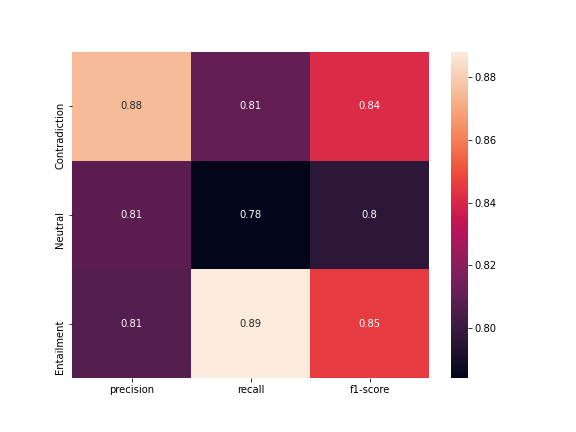 Contradiction 0.88 0.81 0.84
Neutral 0.81 0.78 0.8
Entailment 0.81 0.89 0.85
precision recall f1-score
0.88
0.86
0.84
0.82
0.80